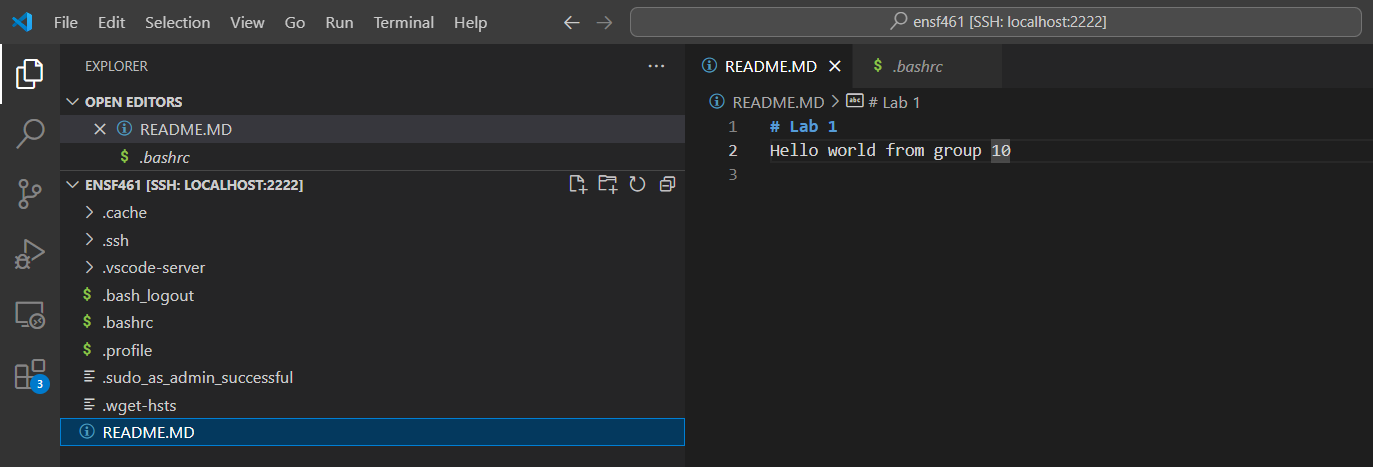 File Edit Selection View Go Run Terminal Help
ensf461 [SSH: localhost:2222]
EXPLORER
OPEN EDITORS
README.MD
$ .bashrc
ENSF461 [SSH: LOCALHOST:2222]
.cache
.ssh
.vscode-server
$ .bash_logout
$ .bashrc
$ .profile
.sudo_as_admin_successful
.wget-hsts
README.MD
3
README.MD
$ .bashrc
README.MD > abc # Lab 1
1 # Lab 1
2 Hello world from group 10
3